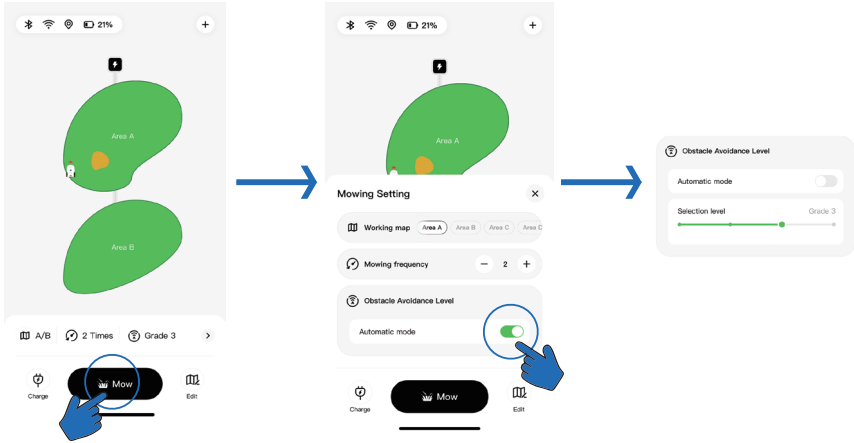 21%
Area A
Area B
A/B
2 Times
Grade 3
Charge
Mow
Edit
21%
Area A
Mowing Setting
Working map
Area A
Area B
Area C
Area D
Mowing frequency
2
Obstacle Avoidance Level
Automatic mode
Charge
Mow
Edit
Obstacle Avoidance Level
Automatic mode
Selection level
Grade 3